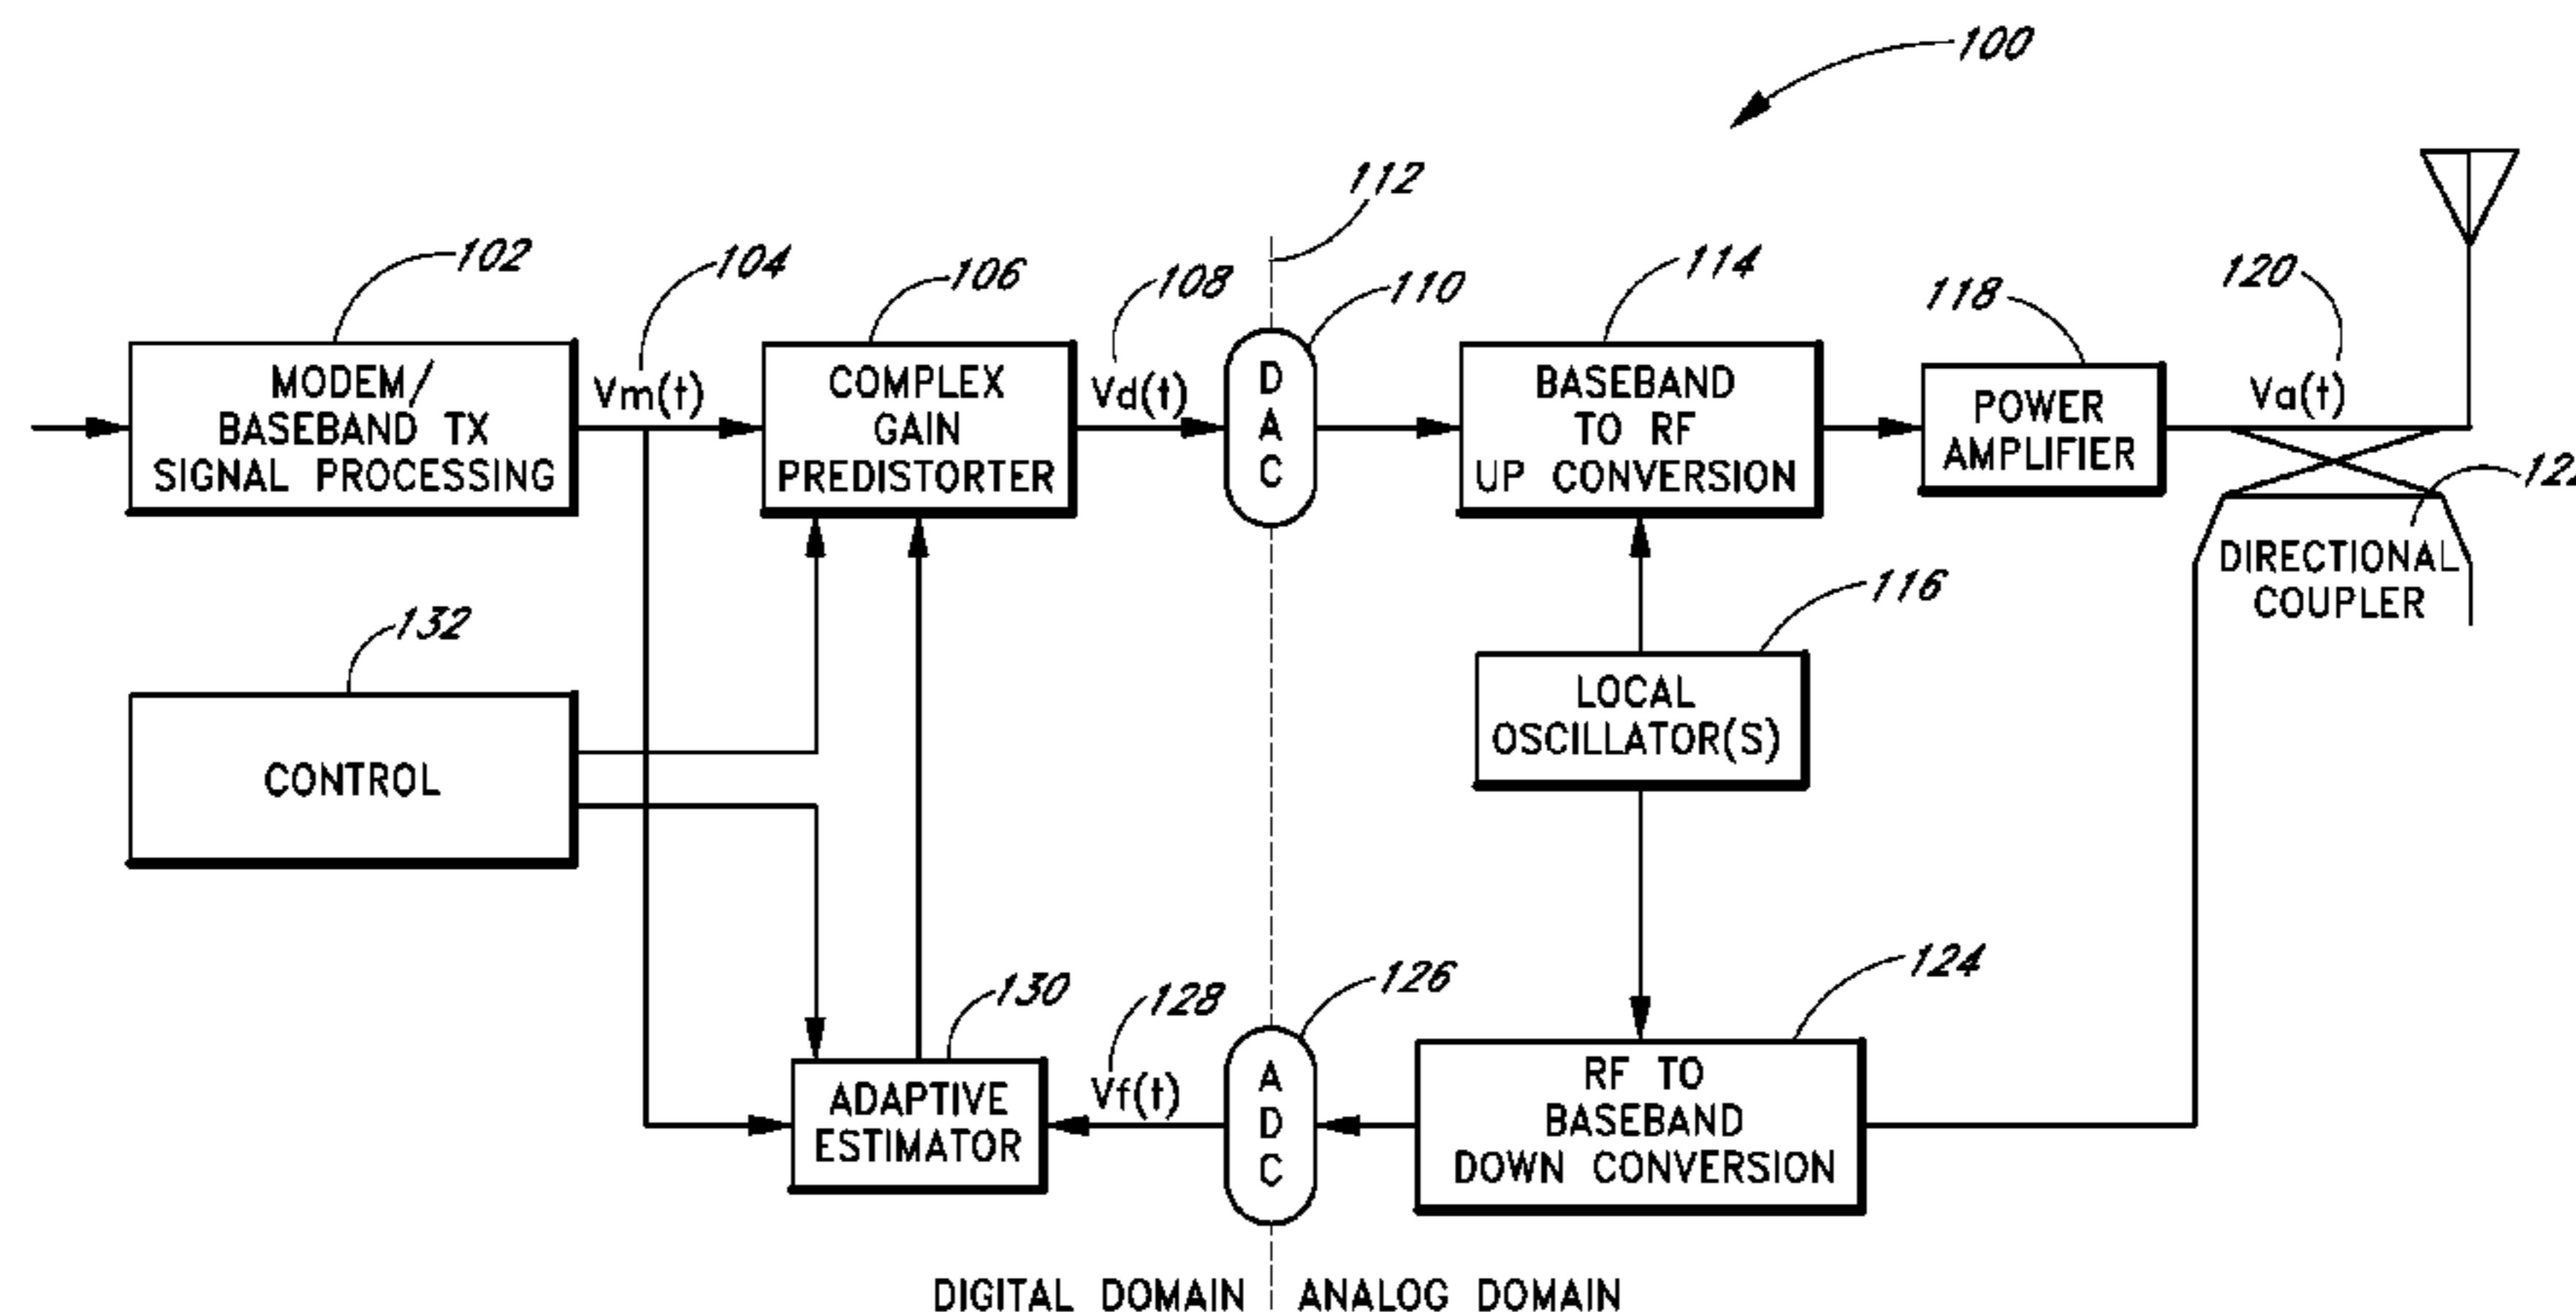 100
112
102
104
106
108
110
114
118
120
MODEM/
BASEBAND TX
SIGNAL PROCESSING
Vm(t)
COMPLEX
GAIN
PREDISTORTER
Vd(t)
D
A
C
BASEBAND
TO RF
UP CONVERSION
POWER
AMPLIFIER
Va(t)
DIRECTIONAL
COUPLER
132
CONTROL
116
LOCAL
OSCILLATOR(S)
130
128
126
124
ADAPTIVE
ESTIMATOR
Vf(t)
A
D
C
RF TO
BASEBAND
DOWN CONVERSION
DIGITAL DOMAIN
ANALOG DOMAIN